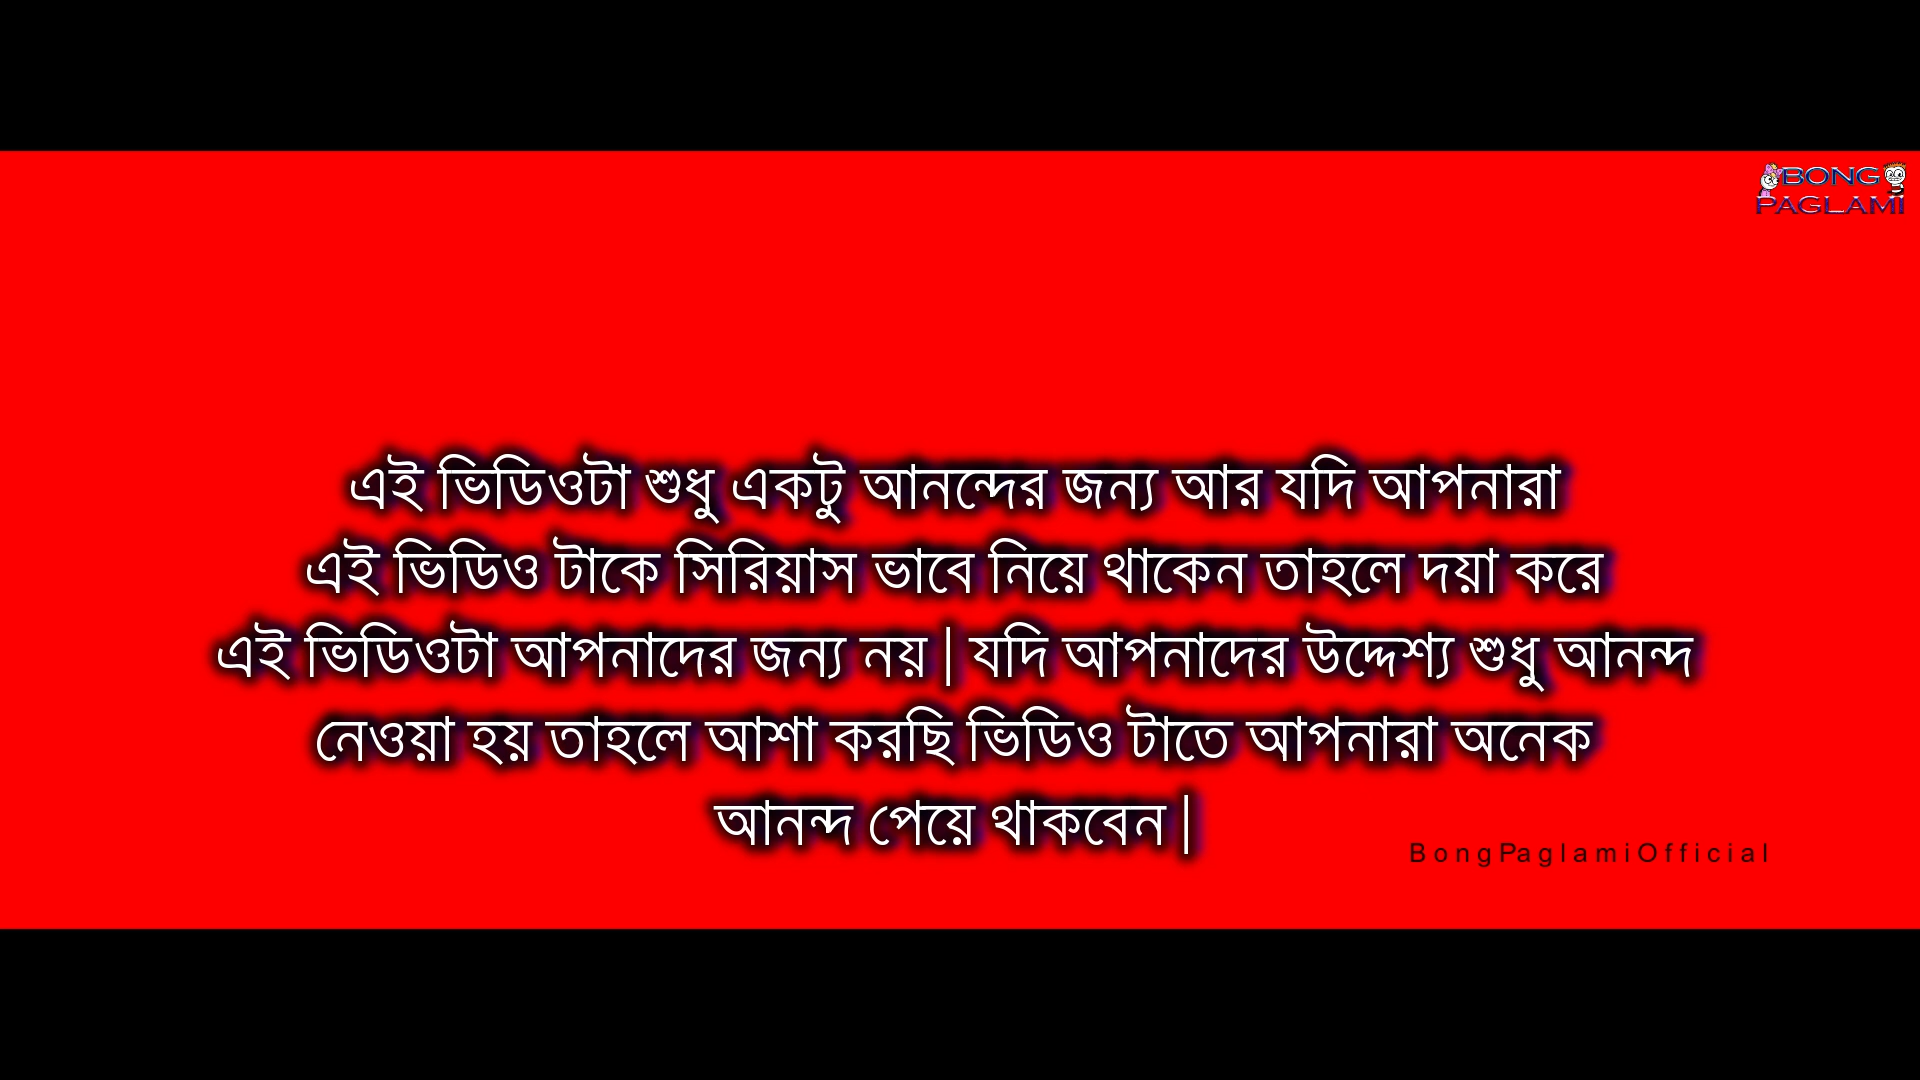 BONG
PAGLAMI
এই ভিডিওটা শুধু একটু আনন্দের জন্য আর যদি আপনারা
এই ভিডিও টাকে সিরিয়াস ভাবে নিয়ে থাকেন তাহলে দয়া করে
এই ভিডিওটা আপনাদের জন্য নয় | যদি আপনাদের উদ্দেশ্য শুধু আনন্দ
নেওয়া হয় তাহলে আশা করছি ভিডিও টাতে আপনারা অনেক
আনন্দ পেয়ে থাকবেন |
BongPaglamiOfficial